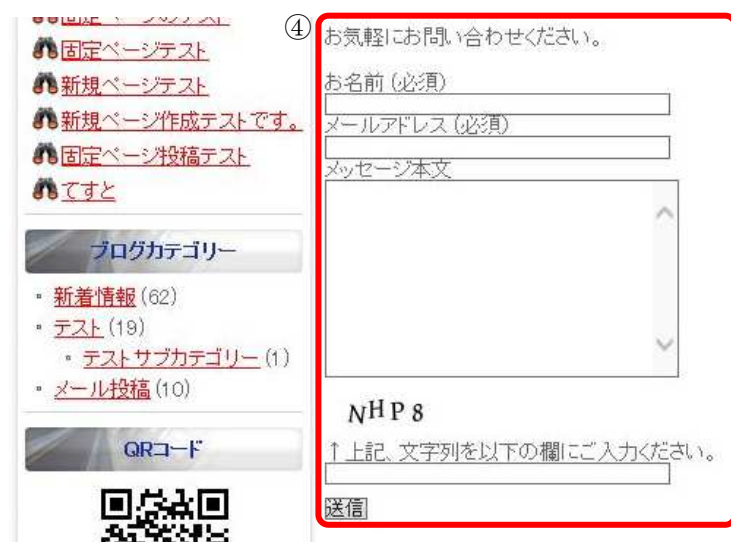 固定ページテスト
新規ページテスト
新規ページ作成テストです。
固定ページ投稿テスト
てすと
ブログカテゴリー
新着情報 (62)
テスト (19)
テストサブカテゴリー (1)
メール投稿 (10)
QRコード
④
お気軽にお問い合わせください。
お名前 (必須)
メールアドレス (必須)
メッセージ本文
NHP8
↑上記、文字列を以下の欄にご入力ください。
送信